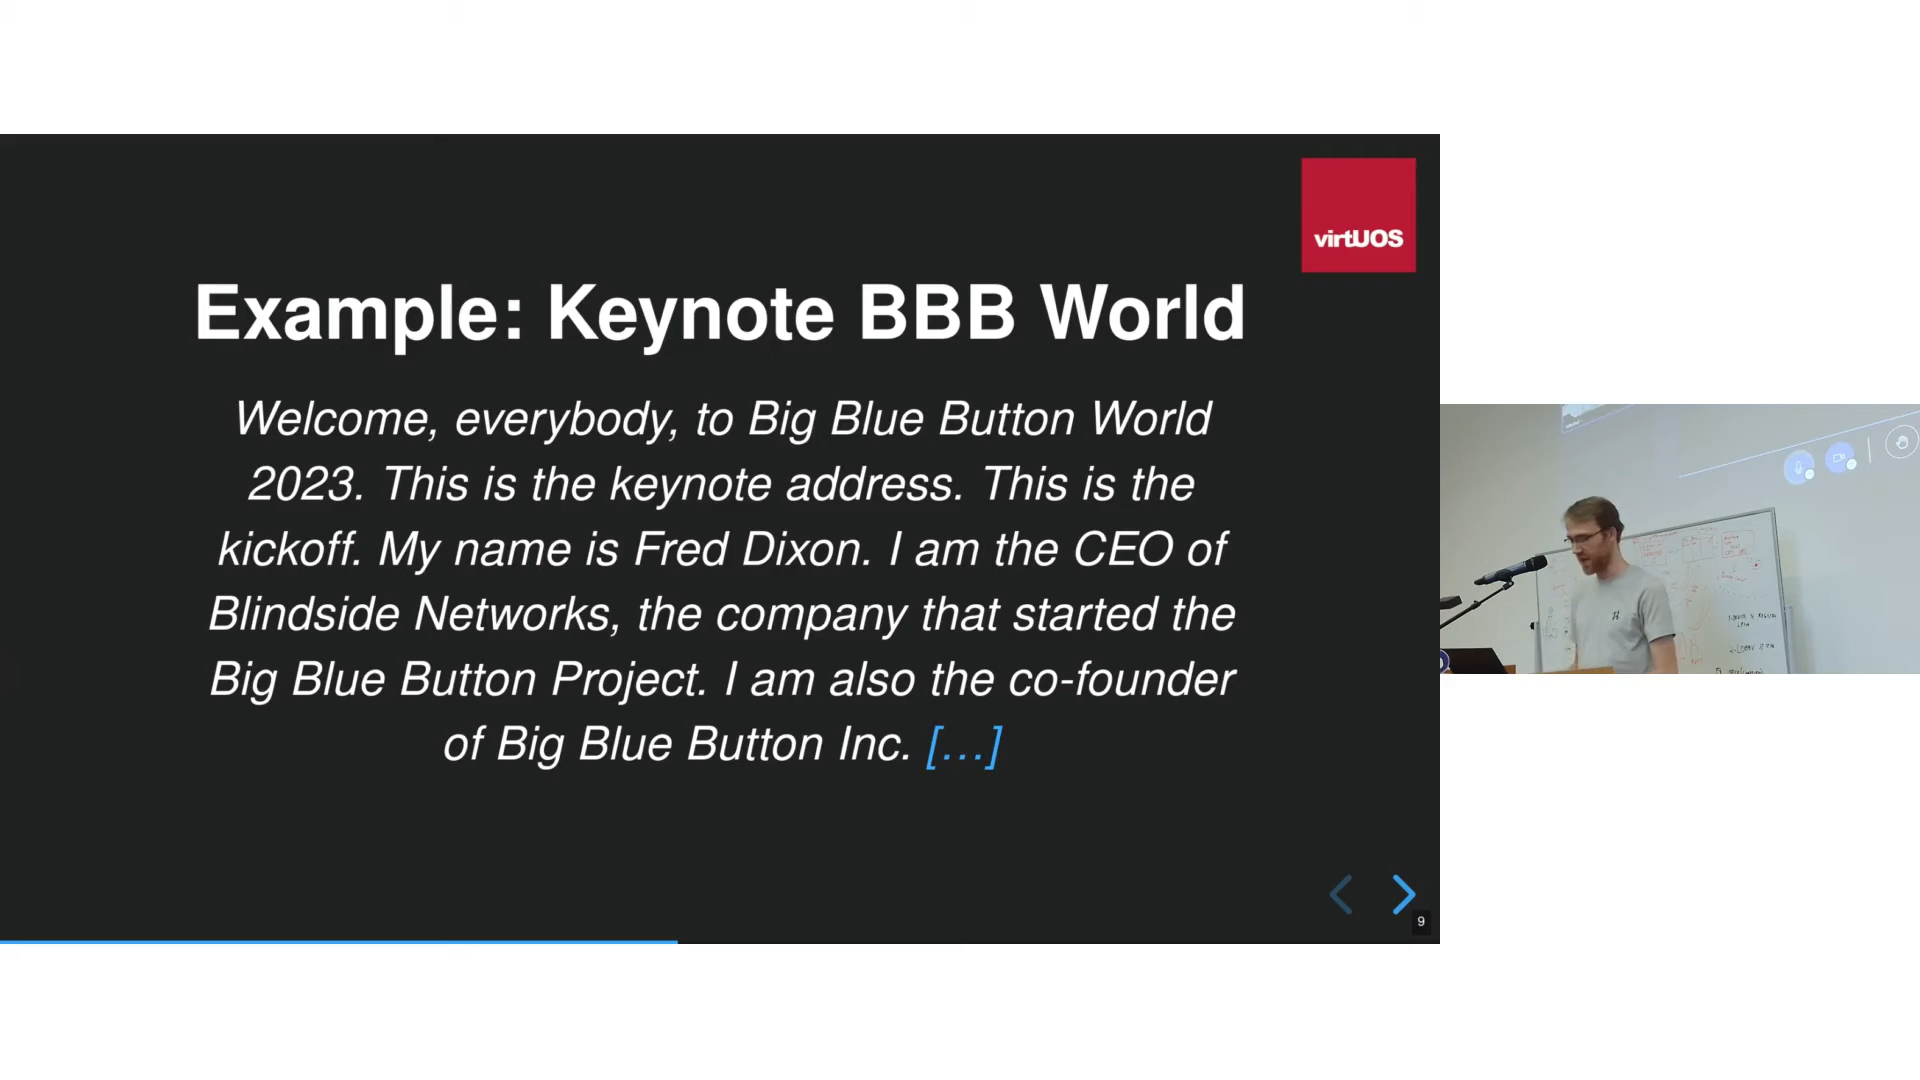 virtUOS
Example: Keynote BBB World
Welcome, everybody, to Big Blue Button World
2023. This is the keynote address. This is the
kickoff. My name is Fred Dixon. I am the CEO of
Blindside Networks, the company that started the
Big Blue Button Project. I am also the co-founder
of Big Blue Button Inc. [...]
9